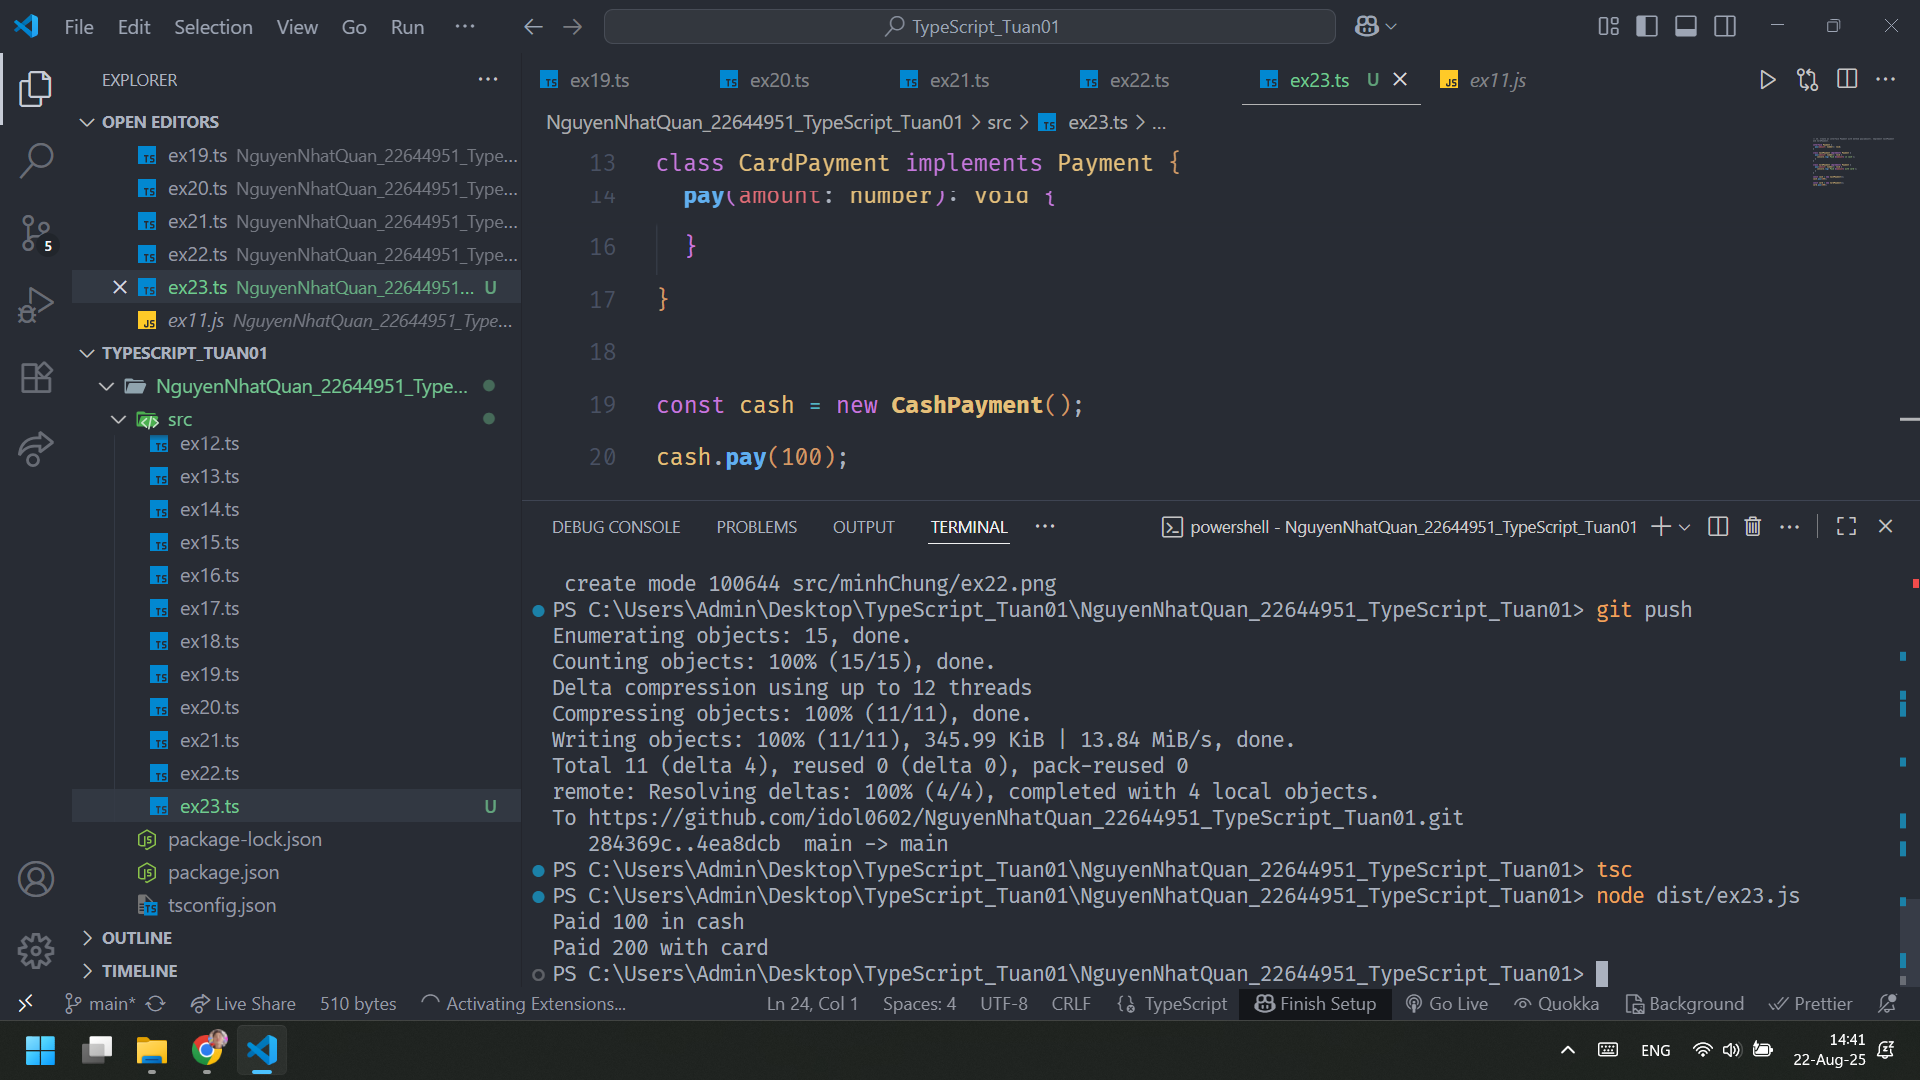 File Edit Selection View Go Run ··· TypeScript_Tuan01
EXPLORER ···
OPEN EDITORS
ex19.ts NguyenNhatQuan_22644951_Type...
ex20.ts NguyenNhatQuan_22644951_Type...
ex21.ts NguyenNhatQuan_22644951_Type...
ex22.ts NguyenNhatQuan_22644951_Type...
ex23.ts NguyenNhatQuan_22644951... U
ex11.js NguyenNhatQuan_22644951_Type...
TYPESCRIPT_TUAN01
NguyenNhatQuan_22644951_Type...
src
ex12.ts
ex13.ts
ex14.ts
ex15.ts
ex16.ts
ex17.ts
ex18.ts
ex19.ts
ex20.ts
ex21.ts
ex22.ts
ex23.ts U
package-lock.json
package.json
tsconfig.json
OUTLINE
TIMELINE
5
ex19.ts ex20.ts ex21.ts ex22.ts ex23.ts U ex11.js
NguyenNhatQuan_22644951_TypeScript_Tuan01 > src > ex23.ts > ...
13 class CardPayment implements Payment {
14 pay(amount: number): void {
16 }
17 }
18
19 const cash = new CashPayment();
20 cash.pay(100);
DEBUG CONSOLE PROBLEMS OUTPUT TERMINAL ··· powershell - NguyenNhatQuan_22644951_TypeScript_Tuan01
create mode 100644 src/minhChung/ex22.png
PS C:\Users\Admin\Desktop\TypeScript_Tuan01\NguyenNhatQuan_22644951_TypeScript_Tuan01> git push
Enumerating objects: 15, done.
Counting objects: 100% (15/15), done.
Delta compression using up to 12 threads
Compressing objects: 100% (11/11), done.
Writing objects: 100% (11/11), 345.99 KiB | 13.84 MiB/s, done.
Total 11 (delta 4), reused 0 (delta 0), pack-reused 0
remote: Resolving deltas: 100% (4/4), completed with 4 local objects.
To https://github.com/idol0602/NguyenNhatQuan_22644951_TypeScript_Tuan01.git
284369c..4ea8dcb main -> main
PS C:\Users\Admin\Desktop\TypeScript_Tuan01\NguyenNhatQuan_22644951_TypeScript_Tuan01> tsc
PS C:\Users\Admin\Desktop\TypeScript_Tuan01\NguyenNhatQuan_22644951_TypeScript_Tuan01> node dist/ex23.js
Paid 100 in cash
Paid 200 with card
PS C:\Users\Admin\Desktop\TypeScript_Tuan01\NguyenNhatQuan_22644951_TypeScript_Tuan01>
main* Live Share 510 bytes Activating Extensions... Ln 24, Col 1 Spaces: 4 UTF-8 CRLF {} TypeScript Finish Setup Go Live Quokka Background Prettier
ENG
14:41
22-Aug-25